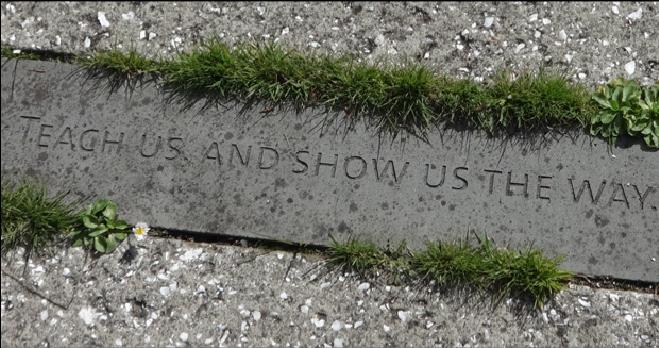 TEACH US, AND SHOW US THE WAY.